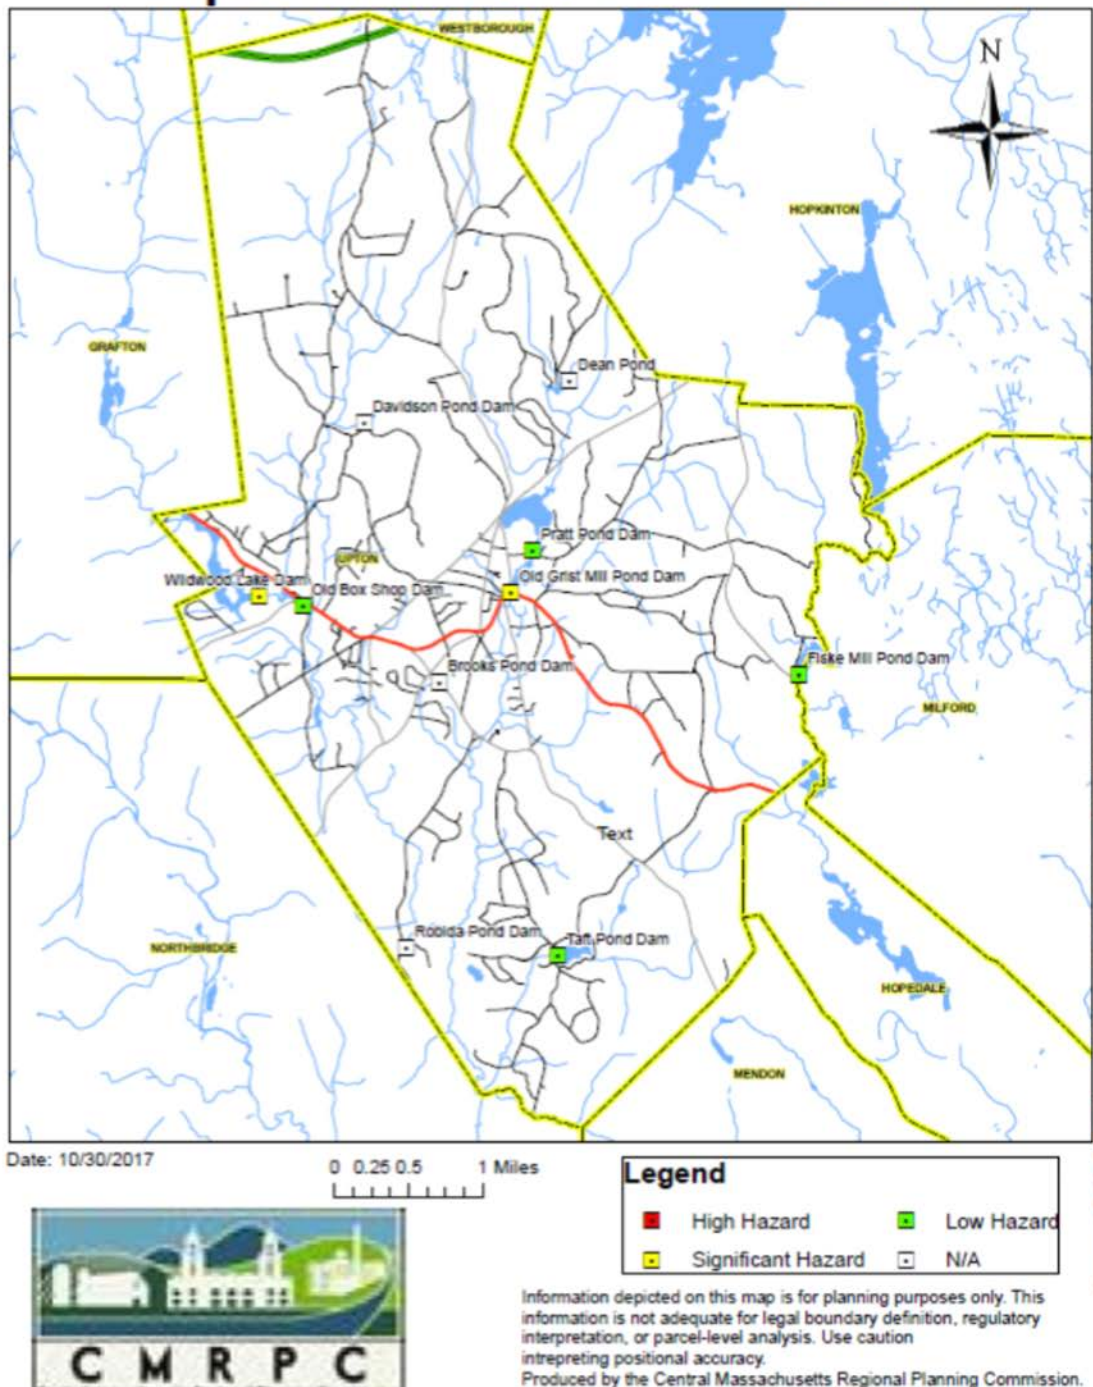 WESTBOROUGH
N
HOPKINTON
GRAFTON
Dean Pond
Davidson Pond Dam
Pratt Pond Dam
UPTON
Old Grist Mill Pond Dam
Wildwood Lake Dam
Old Box Shop Dam
Brooks Pond Dam
Fiske Mill Pond Dam
MILFORD
Text
Robida Pond Dam
Taft Pond Dam
NORTHBRIDGE
HOPEDALE
MENDON
Date: 10/30/2017
0 0.25 0.5 1 Miles
Legend
High Hazard
Low Hazard
Significant Hazard
N/A
Information depicted on this map is for planning purposes only. This
information is not adequate for legal boundary definition, regulatory
interpretation, or parcel-level analysis. Use caution
intrepreting positional accuracy.
Produced by the Central Massachusetts Regional Planning Commission.
C M R P C